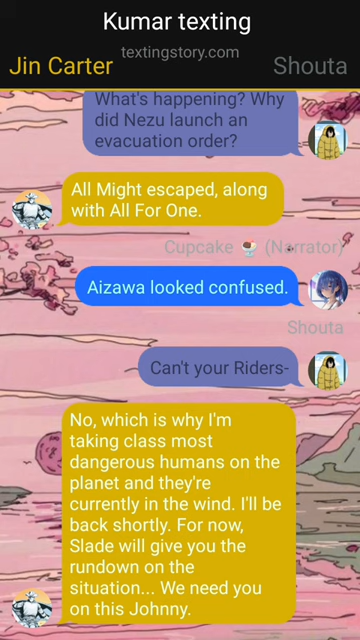 Kumar texting
textingstory.com
Jin Carter
Shouta
What's happening? Why
did Nezu launch an
evacuation order?
All Might escaped, along
with All For One.
Cupcake 🍨 (Narrator)
Aizawa looked confused.
Shouta
Can't your Riders-
No, which is why I'm
taking class most
dangerous humans on the
planet and they're
currently in the wind. I'll be
back shortly. For now,
Slade will give you the
rundown on the
situation... We need you
on this Johnny.